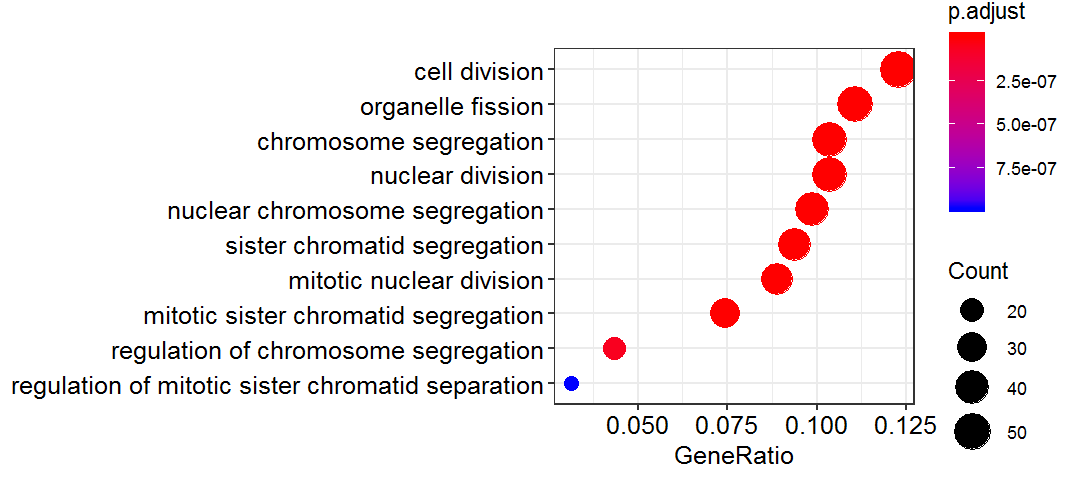 p.adjust
2.5e-07
5.0e-07
7.5e-07
cell division
organelle fission
chromosome segregation
nuclear division
nuclear chromosome segregation
sister chromatid segregation
mitotic nuclear division
mitotic sister chromatid segregation
regulation of chromosome segregation
regulation of mitotic sister chromatid separation
0.050 0.075 0.100 0.125
GeneRatio
Count
20
30
40
50